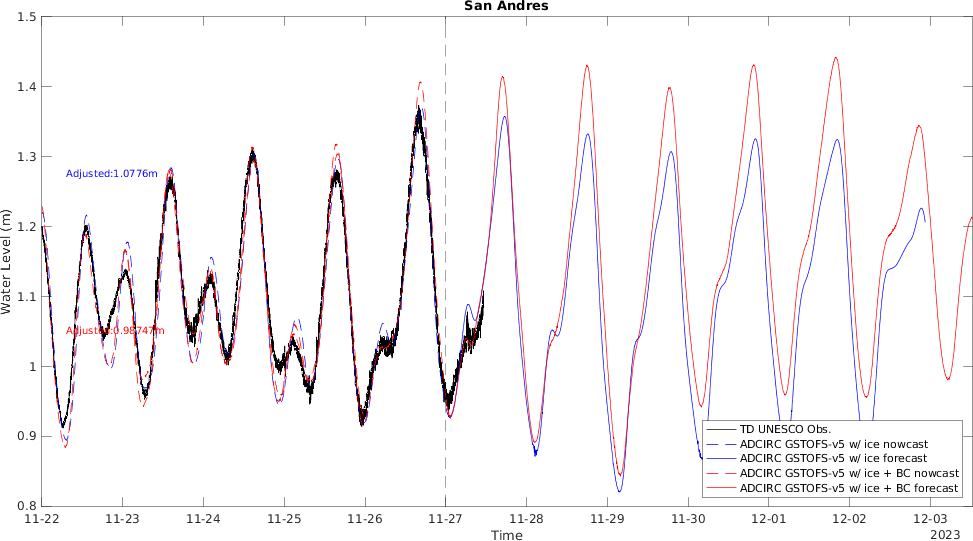 San Andres
1.5
1.4
1.3
1.2
1.1
1
0.9
0.8
Water Level (m)
Adjusted:1.0776m
Adjusted:0.98747m
TD UNESCO Obs.
ADCIRC GSTOFS-v5 w/ ice nowcast
ADCIRC GSTOFS-v5 w/ ice forecast
ADCIRC GSTOFS-v5 w/ ice + BC nowcast
ADCIRC GSTOFS-v5 w/ ice + BC forecast
11-22 11-23 11-24 11-25 11-26 11-27 11-28 11-29 11-30 12-01 12-02 12-03
Time
2023